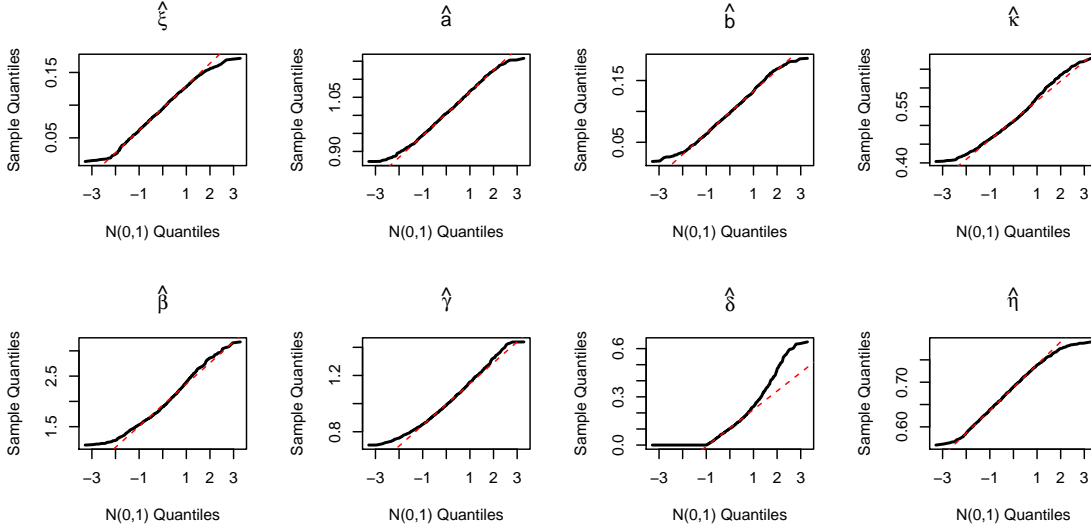 ξ̂
Sample Quantiles
0.05 0.15
−3 −1 1 2 3
N(0,1) Quantiles
â
Sample Quantiles
0.90 1.05
−3 −1 1 2 3
N(0,1) Quantiles
b̂
Sample Quantiles
0.05 0.15
−3 −1 1 2 3
N(0,1) Quantiles
κ̂
Sample Quantiles
0.40 0.55
−3 −1 1 2 3
N(0,1) Quantiles
β̂
Sample Quantiles
1.5 2.5
−3 −1 1 2 3
N(0,1) Quantiles
γ̂
Sample Quantiles
0.8 1.2
−3 −1 1 2 3
N(0,1) Quantiles
δ̂
Sample Quantiles
0.0 0.3 0.6
−3 −1 1 2 3
N(0,1) Quantiles
η̂
Sample Quantiles
0.60 0.70
−3 −1 1 2 3
N(0,1) Quantiles